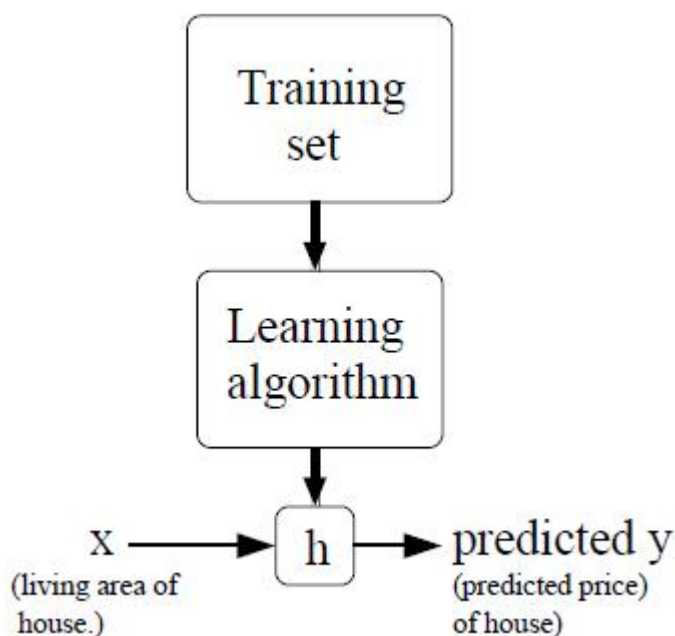 Training
set
Learning
algorithm
x
h
predicted y
(living area of
house.)
(predicted price)
of house)